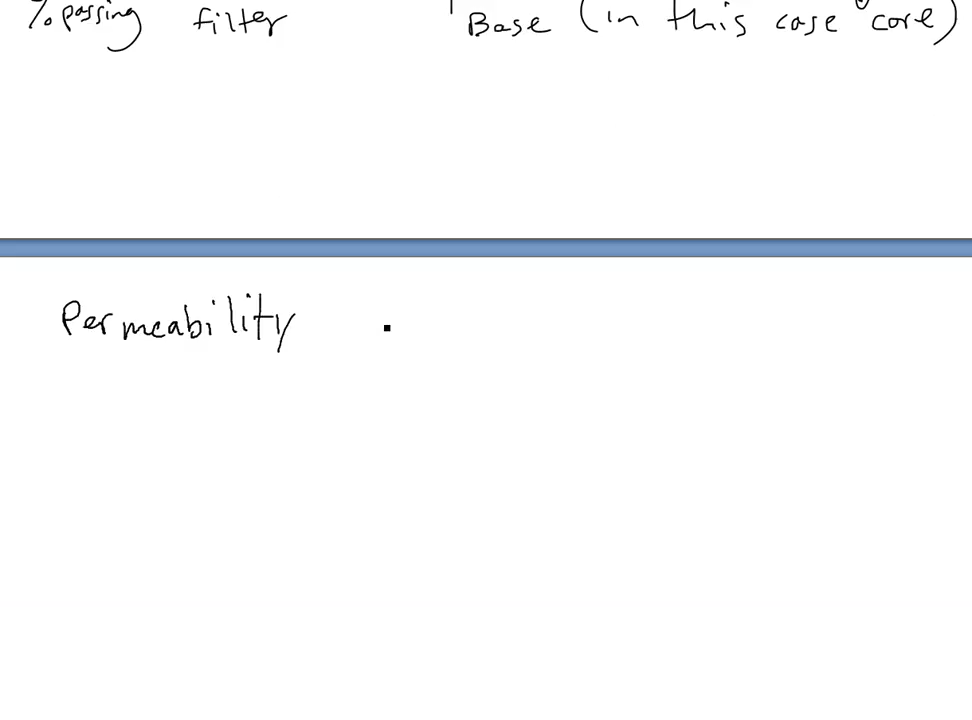 % passing filter Base (in this case core)
Permeability